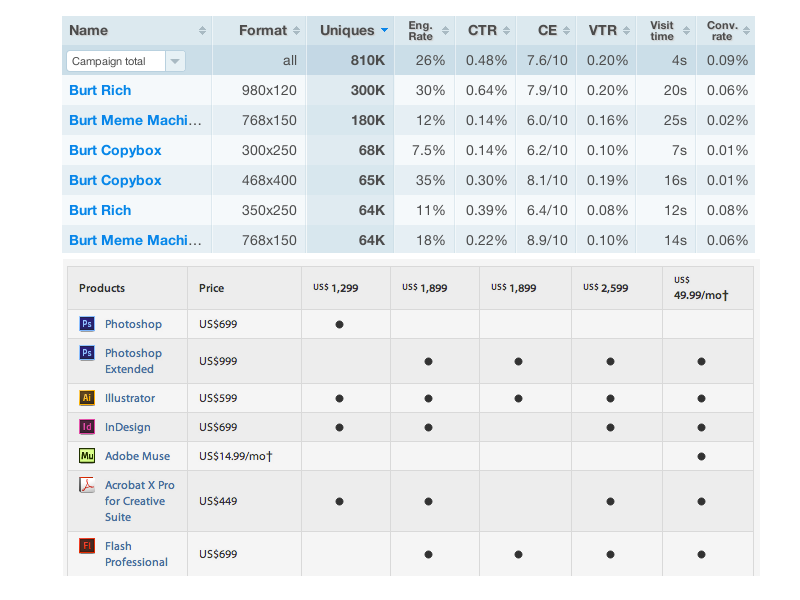 Name Format Uniques Eng. Rate CTR CE VTR Visit time Conv. rate
Campaign total all 810K 26% 0.48% 7.6/10 0.20% 4s 0.09%
Burt Rich 980x120 300K 30% 0.64% 7.9/10 0.20% 20s 0.06%
Burt Meme Machi... 768x150 180K 12% 0.14% 6.0/10 0.16% 25s 0.02%
Burt Copybox 300x250 68K 7.5% 0.14% 6.2/10 0.10% 7s 0.01%
Burt Copybox 468x400 65K 35% 0.30% 8.1/10 0.19% 16s 0.01%
Burt Rich 350x250 64K 11% 0.39% 6.4/10 0.08% 12s 0.08%
Burt Meme Machi... 768x150 64K 18% 0.22% 8.9/10 0.10% 14s 0.06%
Products Price US$ 1,299 US$ 1,899 US$ 1,899 US$ 2,599 US$ 49.99/mo†
Ps Photoshop US$699 ●
Ps Photoshop Extended US$999 ● ● ● ●
Ai Illustrator US$599 ● ● ● ● ●
Id InDesign US$699 ● ● ● ●
Mu Adobe Muse US$14.99/mo† ●
Acrobat X Pro for Creative Suite US$449 ● ● ● ●
Fl Flash Professional US$699 ● ● ● ●